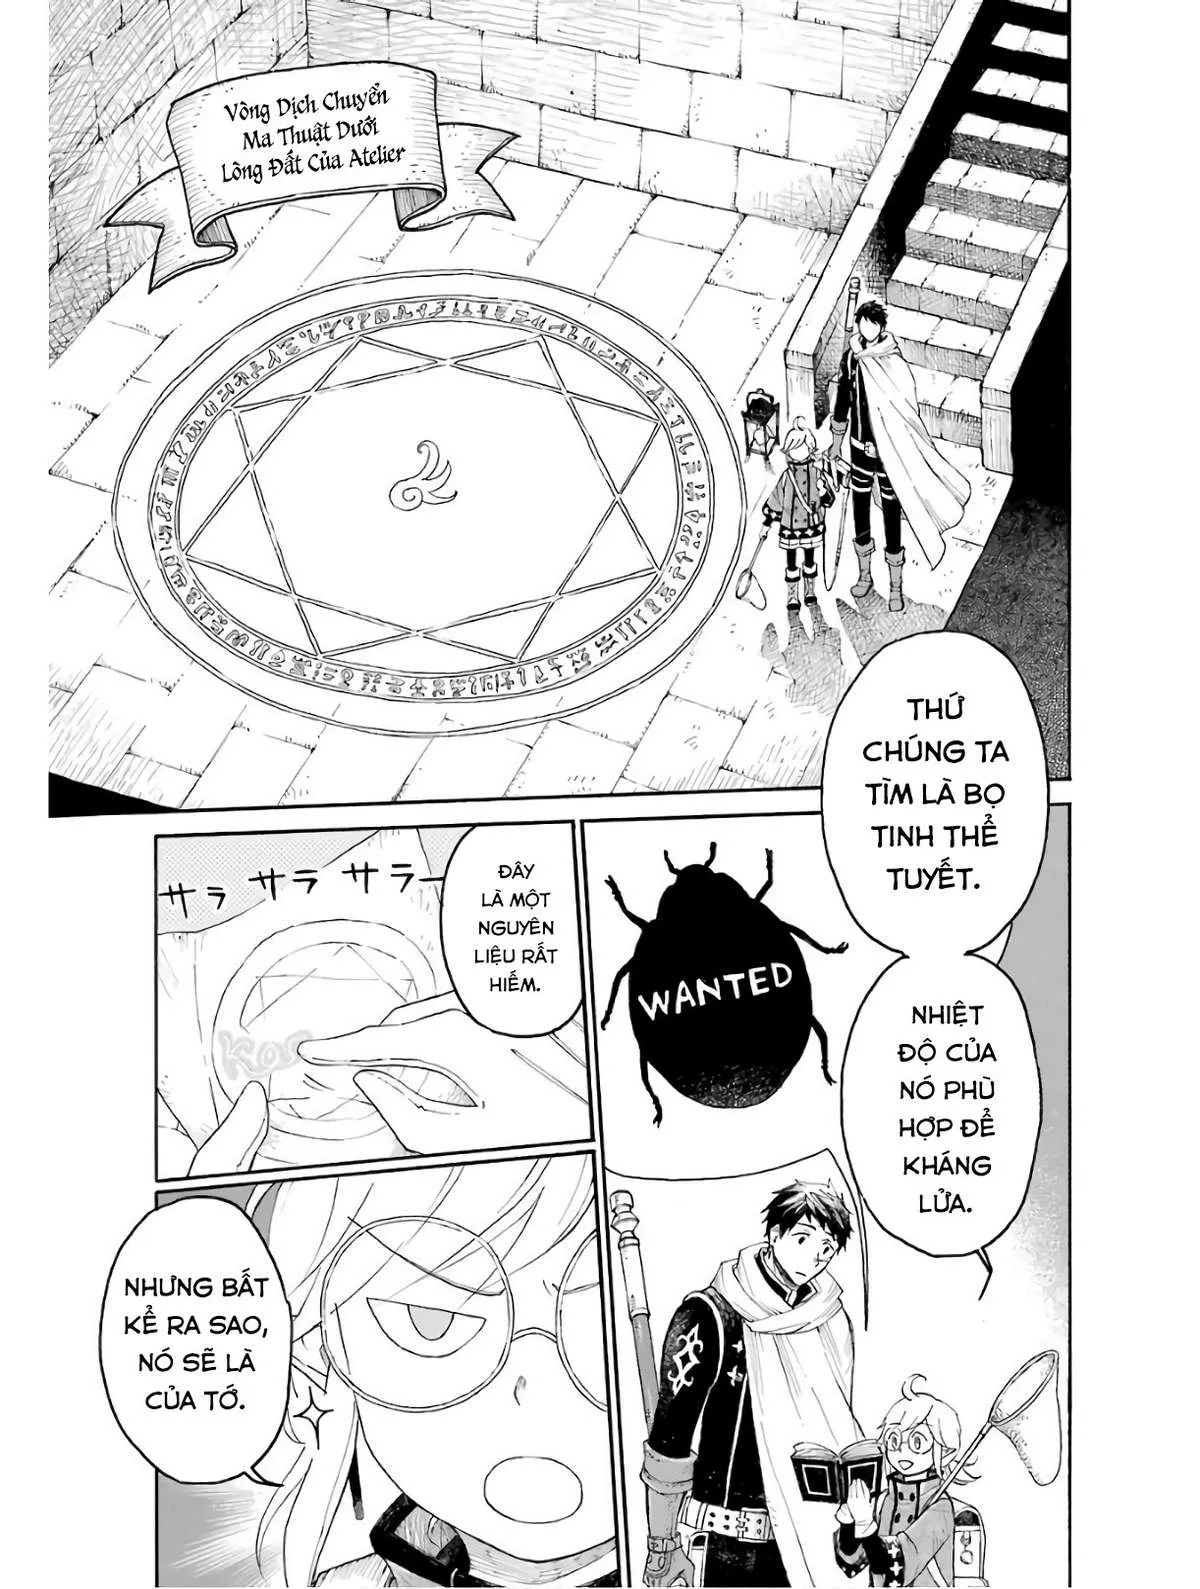 Vòng Dịch Chuyển
Ma Thuật Dưới
Lòng Đất Của Atelier
THỨ
CHÚNG TA
TÌM LÀ BỌ
TINH THỂ
TUYẾT.
NHIỆT
ĐỘ CỦA
NÓ PHÙ
HỢP ĐỂ
KHÁNG
LỬA.
WANTED
ĐÂY
LÀ MỘT
NGUYÊN
LIỆU RẤT
HIẾM.
サラ サラ サラー
NHƯNG BẤT
KỂ RA SAO,
NÓ SẼ LÀ
CỦA TỚ.